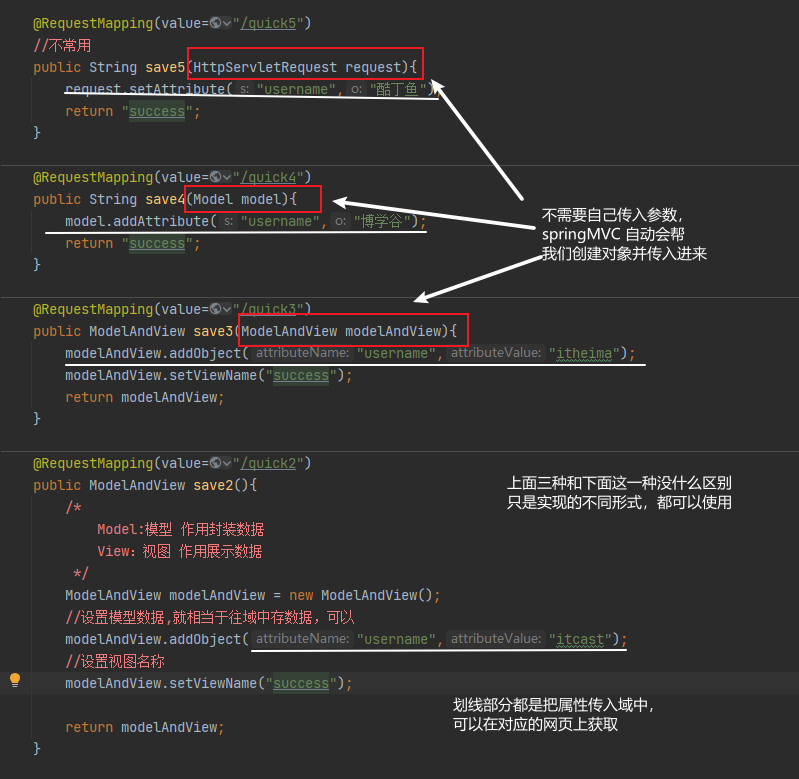 @RequestMapping(value="/quick5")
//不常用
public String save5(HttpServletRequest request){
request.setAttribute( s: "username", o: "酷丁鱼");
return "success";
}
@RequestMapping(value="/quick4")
public String save4(Model model){
model.addAttribute( s: "username", o: "博学谷");
return "success";
}
不需要自己传入参数，
springMVC 自动会帮
我们创建对象并传入进来
@RequestMapping(value="/quick3")
public ModelAndView save3(ModelAndView modelAndView){
modelAndView.addObject( attributeName: "username", attributeValue: "itheima");
modelAndView.setViewName("success");
return modelAndView;
}
@RequestMapping(value="/quick2")
public ModelAndView save2(){
上面三种和下面这一种没什么区别
只是实现的不同形式，都可以使用
/*
Model:模型 作用封装数据
View：视图 作用展示数据
*/
ModelAndView modelAndView = new ModelAndView();
//设置模型数据,就相当于往域中存数据，可以
modelAndView.addObject( attributeName: "username", attributeValue: "itcast");
//设置视图名称
modelAndView.setViewName("success");
划线部分都是把属性传入域中，
可以在对应的网页上获取
return modelAndView;
}